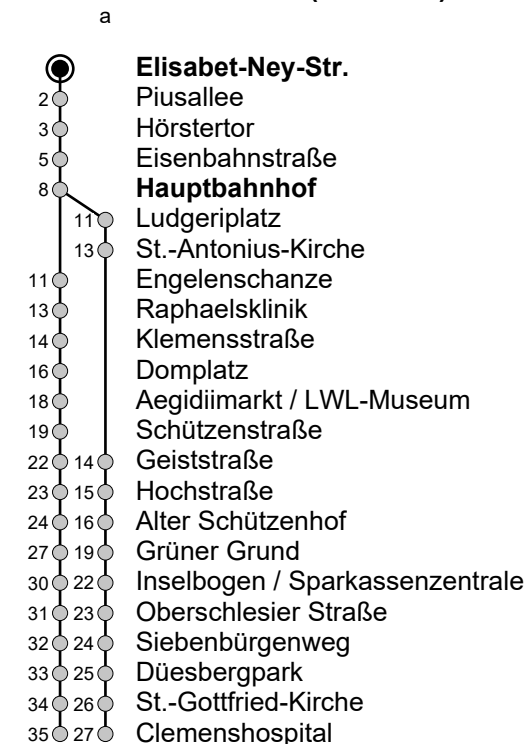 a
Elisabet-Ney-Str.
2 Piusallee
3 Hörstertor
5 Eisenbahnstraße
8 Hauptbahnhof
11 Ludgeriplatz
13 St.-Antonius-Kirche
11 Engelenschanze
13 Raphaelsklinik
14 Klemensstraße
16 Domplatz
18 Aegidiimarkt / LWL-Museum
19 Schützenstraße
22 14 Geiststraße
23 15 Hochstraße
24 16 Alter Schützenhof
27 19 Grüner Grund
30 22 Inselbogen / Sparkassenzentrale
31 23 Oberschlesier Straße
32 24 Siebenbürgenweg
33 25 Düesbergpark
34 26 St.-Gottfried-Kirche
35 27 Clemenshospital